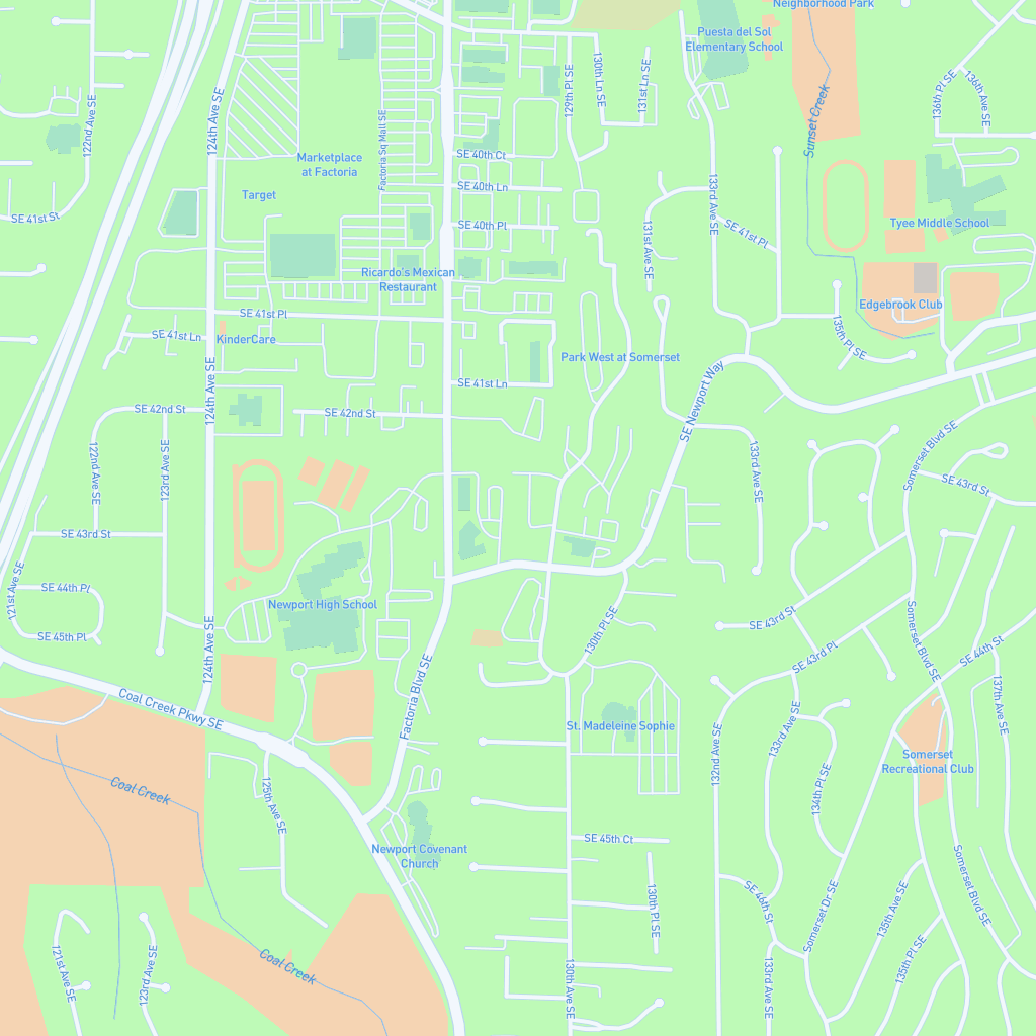 Neighborhood Park
Puesta del Sol
Elementary School
136th Pl SE
136th Ave SE
129th Pl SE
130th Ln SE
131st Ln SE
122nd Ave SE
124th Ave SE
Factoria Sq Mall SE
Sunset Creek
Marketplace
at Factoria
SE 40th Ct
Target
SE 40th Ln
133rd Ave SE
SE 41st St
SE 40th Pl
SE 41st Pl
Tyee Middle School
131st Ave SE
Ricardo's Mexican
Restaurant
Edgebrook Club
SE 41st Pl
SE 41st Ln
KinderCare
135th Pl SE
Park West at Somerset
124th Ave SE
SE 41st Ln
SE Newport Way
SE 42nd St
SE 42nd St
122nd Ave SE
123rd Ave SE
133rd Ave SE
Somerset Blvd SE
SE 43rd St
SE 43rd St
121st Ave SE
SE 44th Pl
Newport High School
SE 45th Pl
124th Ave SE
130th Pl SE
SE 43rd St
Somerset Blvd SE
SE 43rd Pl
SE 44th St
Factoria Blvd SE
Coal Creek Pkwy SE
St. Madeleine Sophie
137th Ave SE
132nd Ave SE
133rd Ave SE
Somerset
Recreational Club
Coal Creek
125th Ave SE
134th Pl SE
Newport Covenant
Church
SE 45th Ct
130th Pl SE
SE 46th St
Somerset Dr SE
135th Ave SE
Somerset Blvd SE
135th Pl SE
121st Ave SE
123rd Ave SE
Coal Creek
130th Ave SE
133rd Ave SE